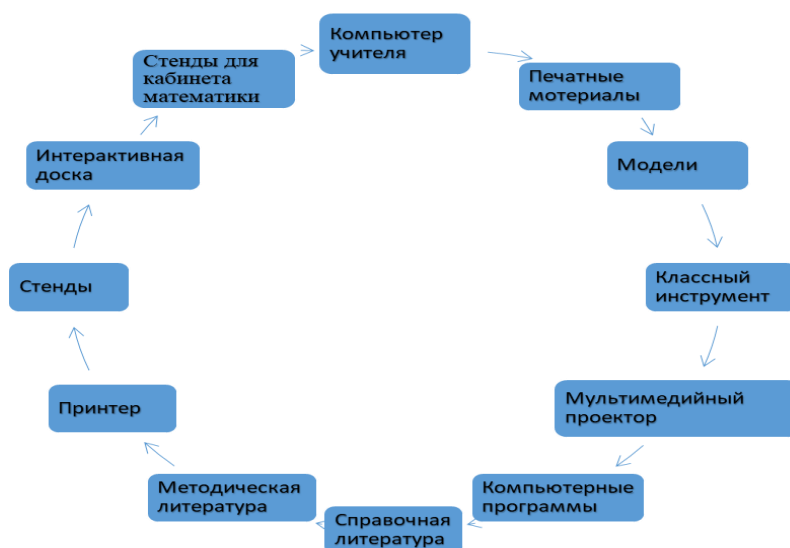 Компьютер
учителя
Печатные
мотериалы
Модели
Классный
инструмент
Мультимедийный
проектор
Компьютерные
программы
Справочная
литература
Методическая
литература
Принтер
Стенды
Интерактивная
доска
Стенды для
кабинета
математики